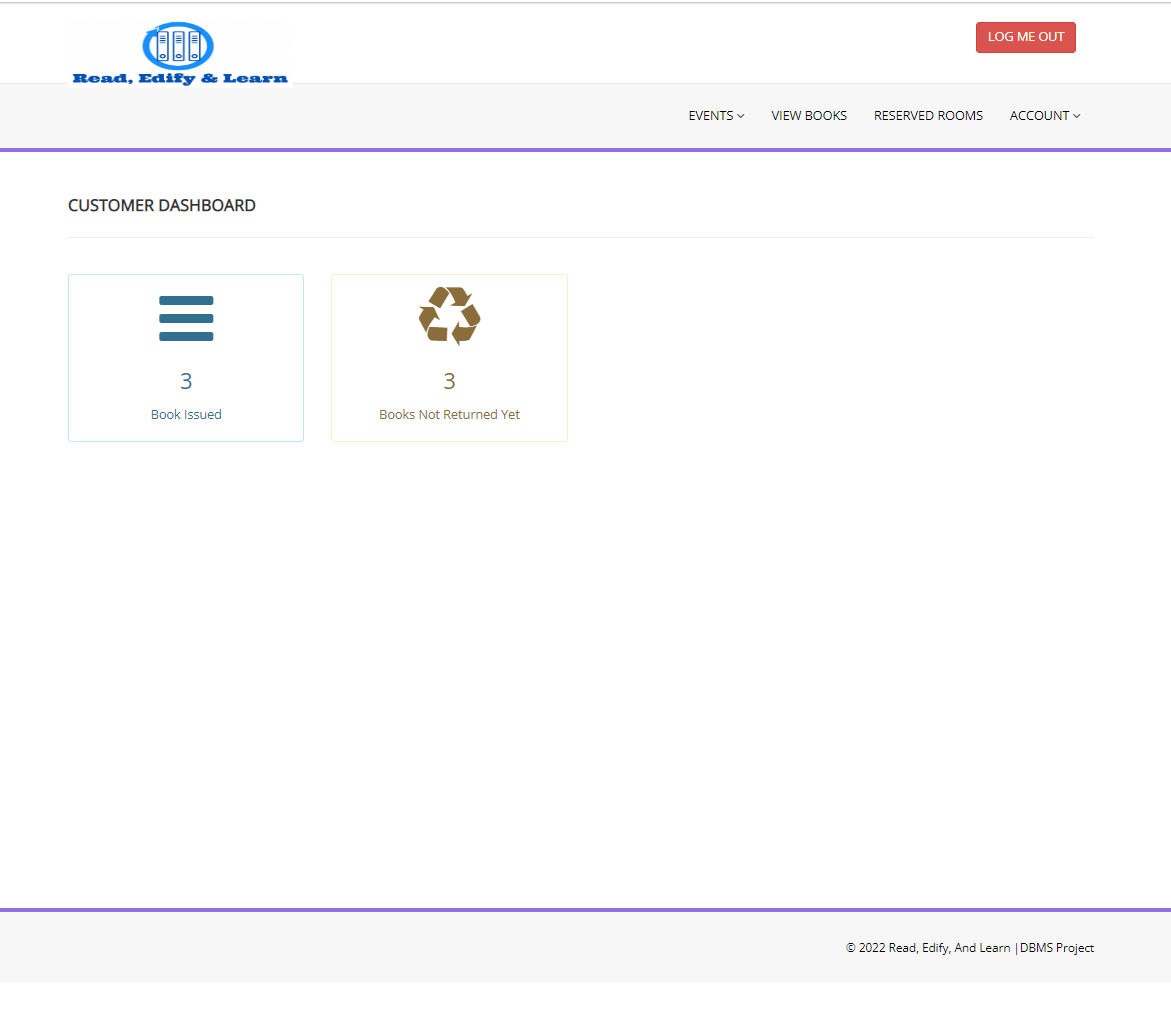 Read, Edify & Learn
LOG ME OUT
EVENTS
VIEW BOOKS
RESERVED ROOMS
ACCOUNT
CUSTOMER DASHBOARD
3
Book Issued
3
Books Not Returned Yet
© 2022 Read, Edify, And Learn |DBMS Project